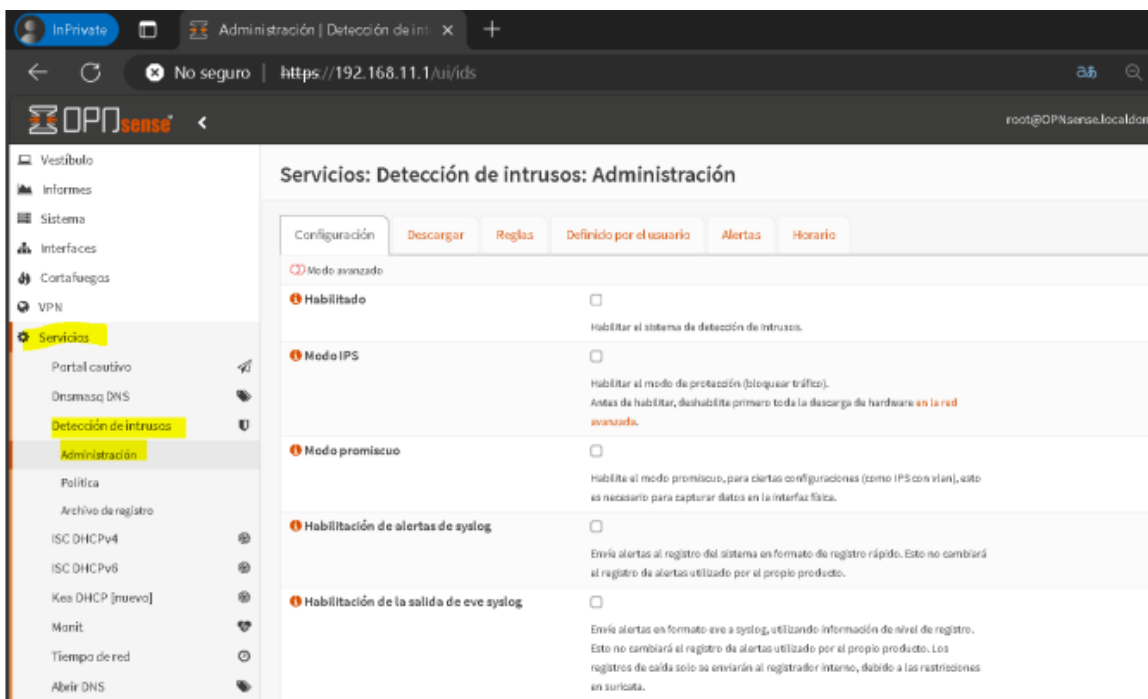 InPrivate
Administración | Detección de int
No seguro
https://192.168.11.1/ui/ids
OPNsense
root@OPNsense.localdon
Vestíbulo
Informes
Sistema
Interfaces
Cortafuegos
VPN
Servicios
Portal cautivo
Dnsmasq DNS
Detección de intrusos
Administración
Política
Archivo de registro
ISC DHCPv4
ISC DHCPv6
Kea DHCP [nuevo]
Monit
Tiempo de red
Abrir DNS
Servicios: Detección de intrusos: Administración
Configuración Descargar Reglas Definido por el usuario Alertas Horario
Modo avanzado
Habilitado
Habilitar el sistema de detección de intrusos.
Modo IPS
Habilitar el modo de protección (bloquear tráfico).
Antes de habilitar, deshabilite primero toda la descarga de hardware en la red
avanzada.
Modo promiscuo
Habilite el modo promiscuo, para ciertas configuraciones (como IPS con vlan), esto
es necesario para capturar datos en la interfaz física.
Habilitación de alertas de syslog
Envíe alertas al registro del sistema en formato de registro rápido. Esto no cambiará
el registro de alertas utilizado por el propio producto.
Habilitación de la salida de eve syslog
Envíe alertas en formato eve a syslog, utilizando información de nivel de registro.
Esto no cambiará el registro de alertas utilizado por el propio producto. Los
registros de caída solo se enviarán al registrador interno, debido a las restricciones
en suricata.